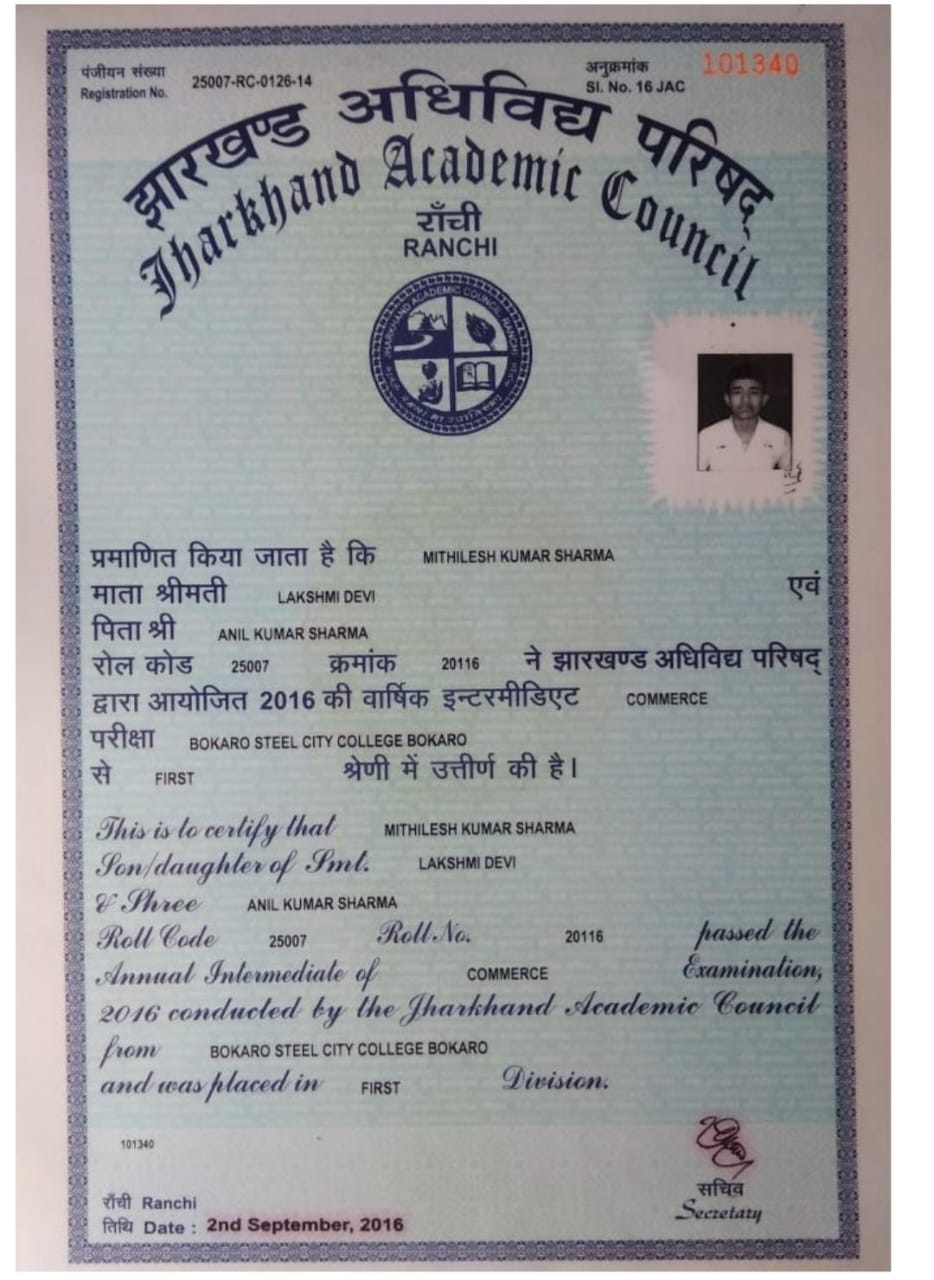 पंजीयन संख्या
Registration No. 25007-RC-0126-14
अनुक्रमांक
Sl. No. 16 JAC 101340
झारखण्ड अधिविद्य परिषद्
Jharkhand Academic Council
राँची
RANCHI
JHARKHAND ACADEMIC COUNCIL RANCHI
प्रमाणित किया जाता है कि MITHILESH KUMAR SHARMA
माता श्रीमती LAKSHMI DEVI एवं
पिता श्री ANIL KUMAR SHARMA
रोल कोड 25007 क्रमांक 20116 ने झारखण्ड अधिविद्य परिषद्
द्वारा आयोजित 2016 की वार्षिक इन्टरमीडिएट COMMERCE
परीक्षा BOKARO STEEL CITY COLLEGE BOKARO
से FIRST श्रेणी में उत्तीर्ण की है।
This is to certify that MITHILESH KUMAR SHARMA
Son/daughter of Smt. LAKSHMI DEVI
& Shree ANIL KUMAR SHARMA
Roll Code 25007 Roll No. 20116 passed the
Annual Intermediate of COMMERCE Examination,
2016 conducted by the Jharkhand Academic Council
from BOKARO STEEL CITY COLLEGE BOKARO
and was placed in FIRST Division.
101340
राँची Ranchi
तिथि Date : 2nd September, 2016
सचिव
Secretary